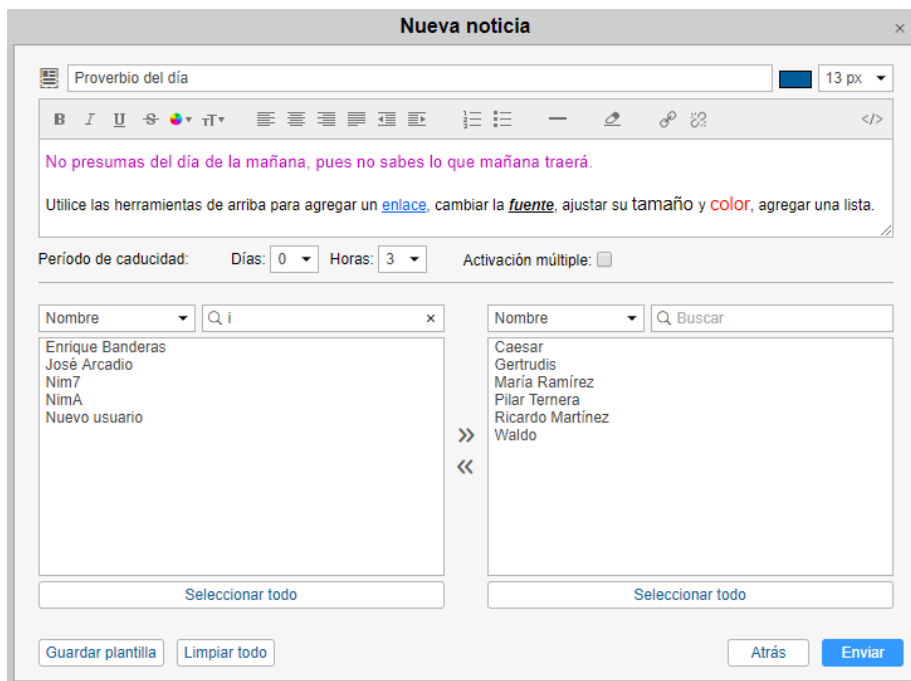 Nueva noticia ×
Proverbio del día 13 px
B I U S тT </>
No presumas del día de la mañana, pues no sabes lo que mañana traerá.
Utilice las herramientas de arriba para agregar un enlace, cambiar la fuente, ajustar su tamaño y color, agregar una lista.
Período de caducidad: Días: 0 Horas: 3 Activación múltiple:
Nombre i × Nombre Buscar
Enrique Banderas
José Arcadio
Nim7
NimA
Nuevo usuario
Caesar
Gertrudis
María Ramírez
Pilar Ternera
Ricardo Martínez
Waldo
» 
«
Seleccionar todo Seleccionar todo
Guardar plantilla Limpiar todo Atrás Enviar